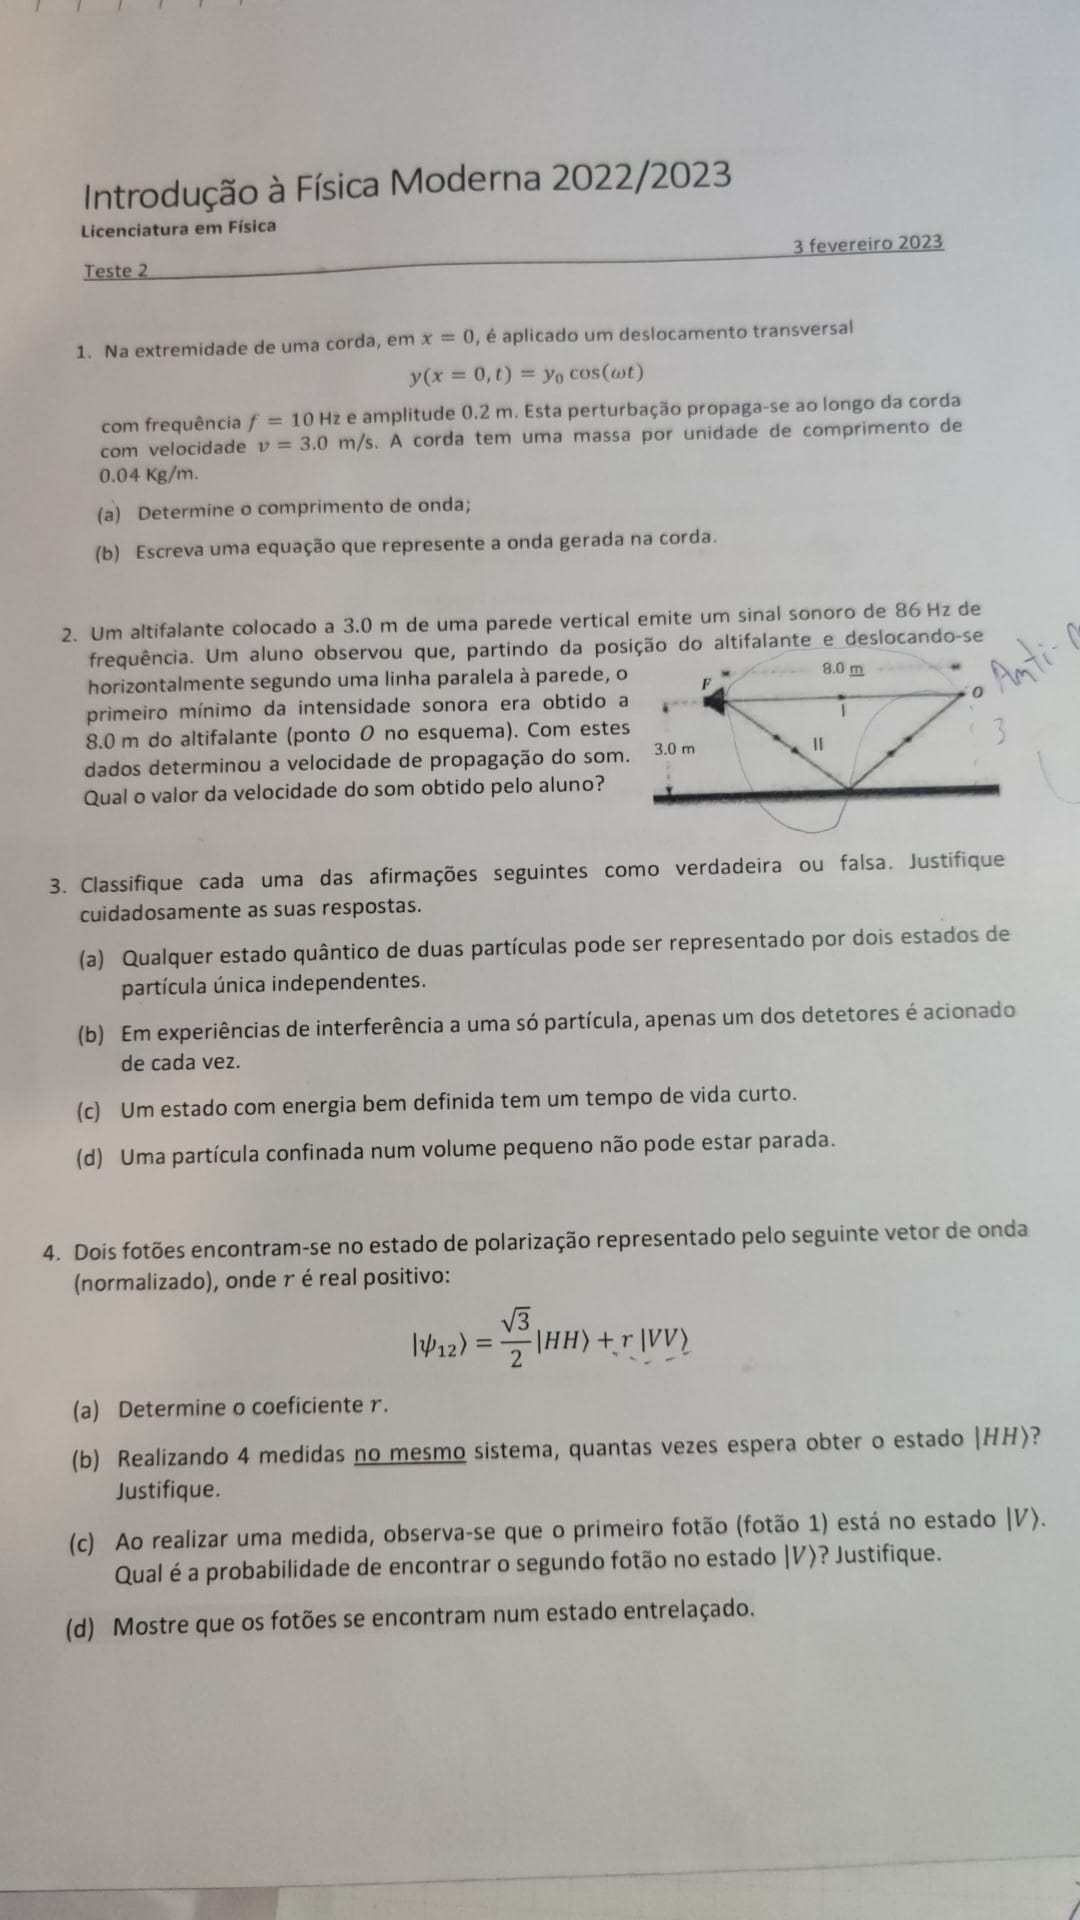 Introdução à Física Moderna 2022/2023
Licenciatura em Física
3 fevereiro 2023
Teste 2
1. Na extremidade de uma corda, em x = 0, é aplicado um deslocamento transversal
y(x = 0, t) = y₀ cos(ωt)
com frequência f = 10 Hz e amplitude 0.2 m. Esta perturbação propaga-se ao longo da corda
com velocidade v = 3.0 m/s. A corda tem uma massa por unidade de comprimento de
0.04 Kg/m.
(a) Determine o comprimento de onda;
(b) Escreva uma equação que represente a onda gerada na corda.
2. Um altifalante colocado a 3.0 m de uma parede vertical emite um sinal sonoro de 86 Hz de
frequência. Um aluno observou que, partindo da posição do altifalante e deslocando-se
horizontalmente segundo uma linha paralela à parede, o
primeiro mínimo da intensidade sonora era obtido a
8.0 m do altifalante (ponto O no esquema). Com estes
dados determinou a velocidade de propagação do som.
Qual o valor da velocidade do som obtido pelo aluno?
8.0 m
F
O
I
II
3.0 m
Anti-
3
3. Classifique cada uma das afirmações seguintes como verdadeira ou falsa. Justifique
cuidadosamente as suas respostas.
(a) Qualquer estado quântico de duas partículas pode ser representado por dois estados de
partícula única independentes.
(b) Em experiências de interferência a uma só partícula, apenas um dos detetores é acionado
de cada vez.
(c) Um estado com energia bem definida tem um tempo de vida curto.
(d) Uma partícula confinada num volume pequeno não pode estar parada.
4. Dois fotões encontram-se no estado de polarização representado pelo seguinte vetor de onda
(normalizado), onde r é real positivo:
|ψ₁₂⟩ = √3/2 |HH⟩ + r |VV⟩
(a) Determine o coeficiente r.
(b) Realizando 4 medidas no mesmo sistema, quantas vezes espera obter o estado |HH⟩?
Justifique.
(c) Ao realizar uma medida, observa-se que o primeiro fotão (fotão 1) está no estado |V⟩.
Qual é a probabilidade de encontrar o segundo fotão no estado |V⟩? Justifique.
(d) Mostre que os fotões se encontram num estado entrelaçado.